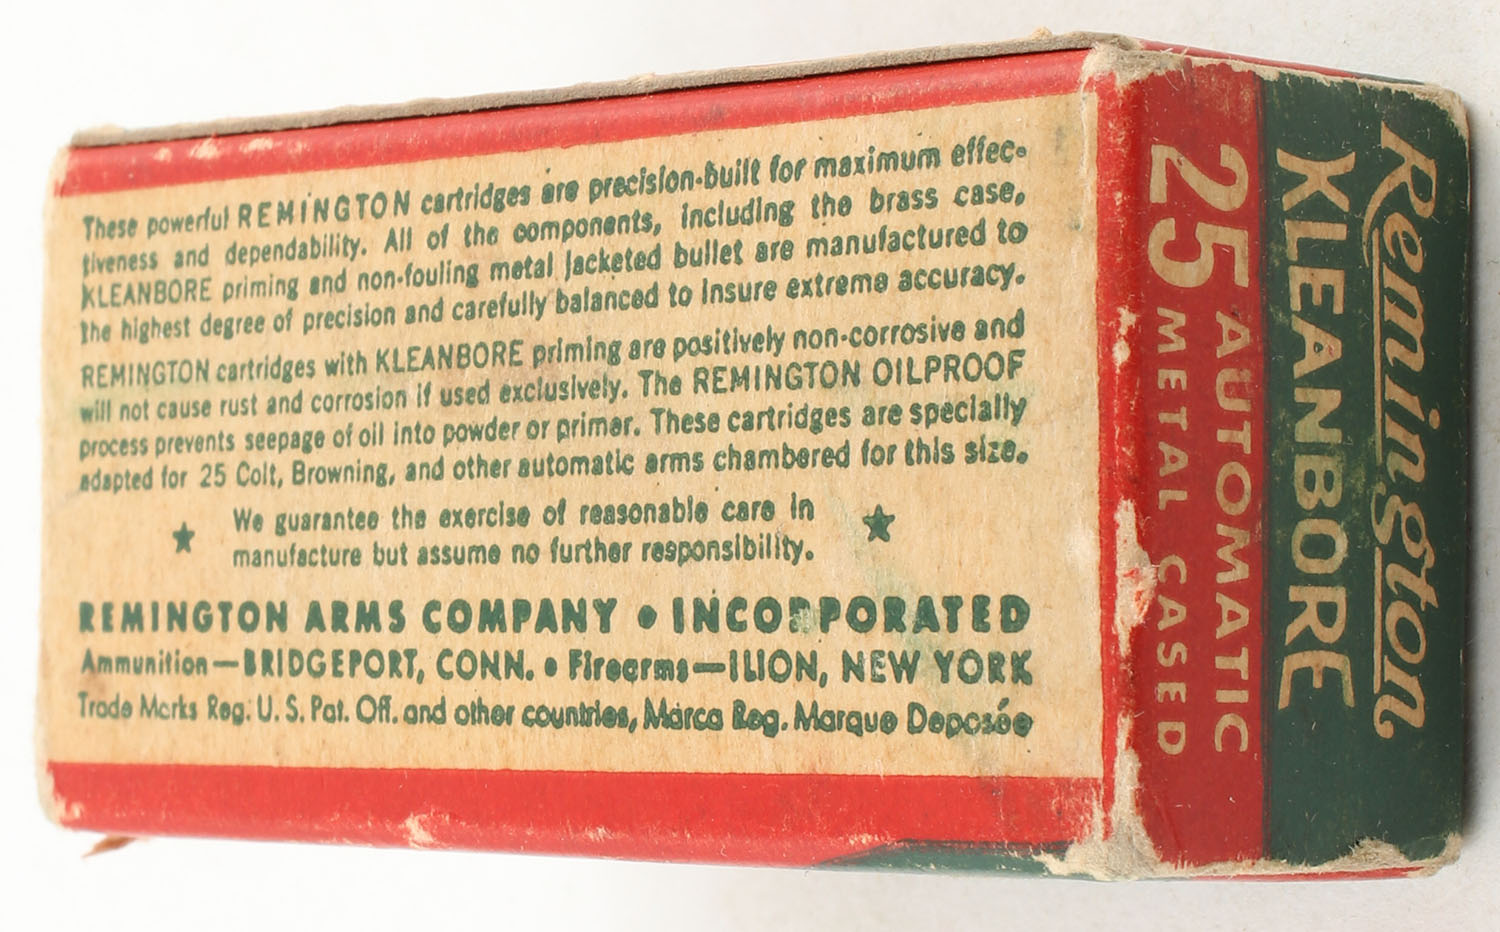 These powerful REMINGTON cartridges are precision-built for maximum effec-
tiveness and dependability. All of the components, including the brass case,
KLEANBORE priming and non-fouling metal jacketed bullet are manufactured to
the highest degree of precision and carefully balanced to insure extreme accuracy.
REMINGTON cartridges with KLEANBORE priming are positively non-corrosive and
will not cause rust and corrosion if used exclusively. The REMINGTON OILPROOF
process prevents seepage of oil into powder or primer. These cartridges are specially
adapted for 25 Colt, Browning, and other automatic arms chambered for this size.
★ We guarantee the exercise of reasonable care in ★
manufacture but assume no further responsibility.
REMINGTON ARMS COMPANY • INCORPORATED
Ammunition—BRIDGEPORT, CONN. • Firearms—ILION, NEW YORK
Trade Marks Reg. U. S. Pat. Off. and other countries, Marca Reg. Marque Deposée
Remington
KLEANBORE
25 AUTOMATIC
METAL CASED